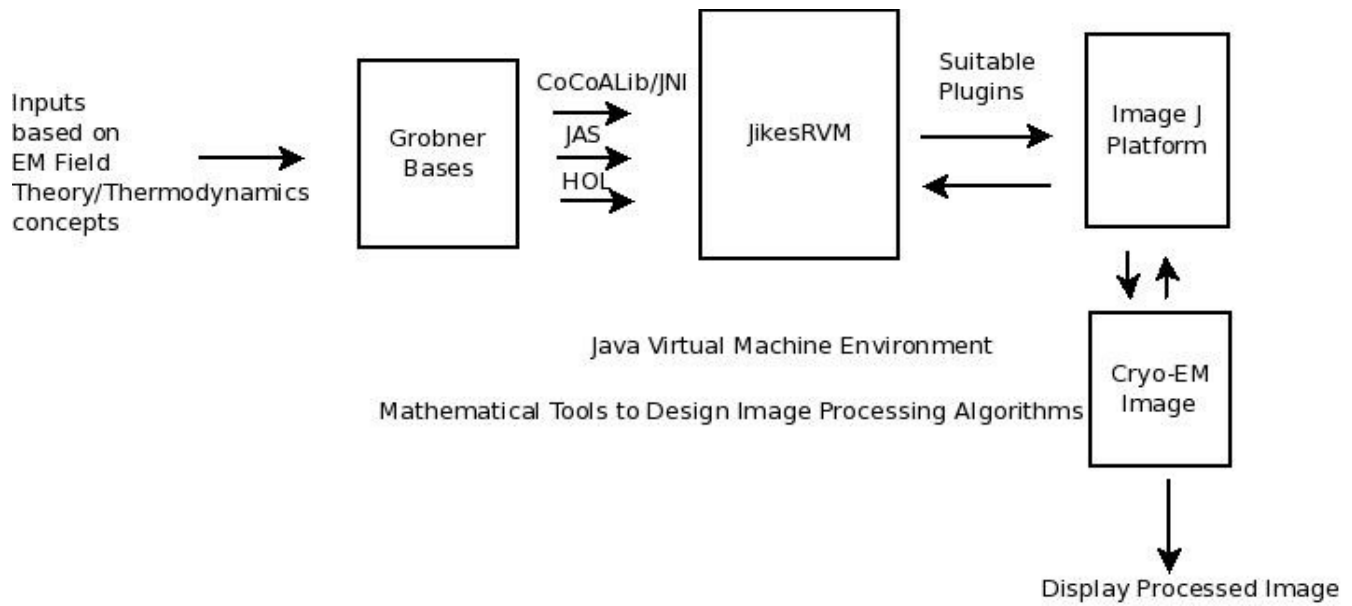 Inputs
based on
EM Field
Theory/Thermodynamics
concepts
Grobner
Bases
CoCoALib/JNI
JAS
HOL
JikesRVM
Suitable
Plugins
Image J
Platform
Java Virtual Machine Environment
Mathematical Tools to Design Image Processing Algorithms
Cryo-EM
Image
Display Processed Image